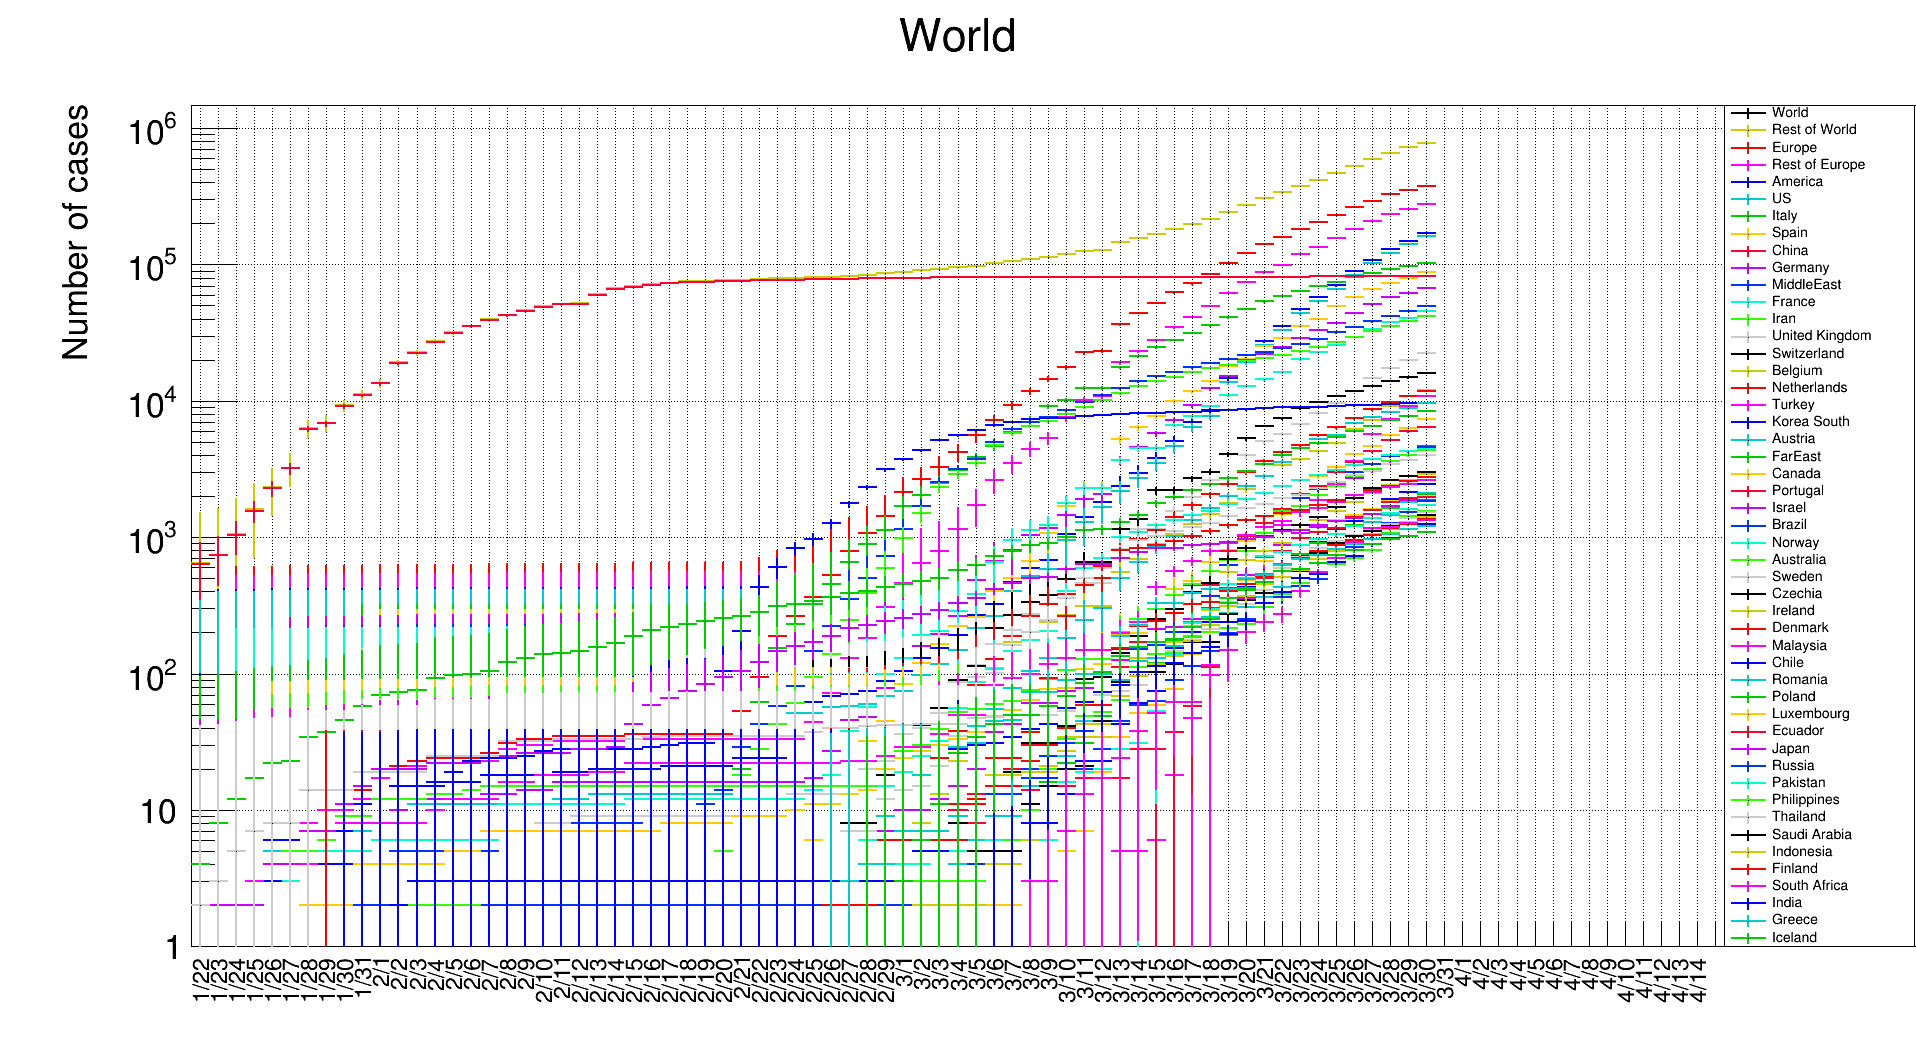 World
Number of cases
10^6
10^5
10^4
10^3
10^2
10
1
1/22
1/23
1/24
1/25
1/26
1/27
1/28
1/29
1/30
1/31
2/1
2/2
2/3
2/4
2/5
2/6
2/7
2/8
2/9
2/10
2/11
2/12
2/13
2/14
2/15
2/16
2/17
2/18
2/19
2/20
2/21
2/22
2/23
2/24
2/25
2/26
2/27
2/28
2/29
3/1
3/2
3/3
3/4
3/5
3/6
3/7
3/8
3/9
3/10
3/11
3/12
3/13
3/14
3/15
3/16
3/17
3/18
3/19
3/20
3/21
3/22
3/23
3/24
3/25
3/26
3/27
3/28
3/29
3/30
3/31
4/1
4/2
4/3
4/4
4/5
4/6
4/7
4/8
4/9
4/10
4/11
4/12
4/13
4/14
World
Rest of World
Europe
Rest of Europe
America
US
Italy
Spain
China
Germany
MiddleEast
France
Iran
United Kingdom
Switzerland
Belgium
Netherlands
Turkey
Korea South
Austria
FarEast
Canada
Portugal
Israel
Brazil
Norway
Australia
Sweden
Czechia
Ireland
Denmark
Malaysia
Chile
Romania
Poland
Luxembourg
Ecuador
Japan
Russia
Pakistan
Philippines
Thailand
Saudi Arabia
Indonesia
Finland
South Africa
India
Greece
Iceland